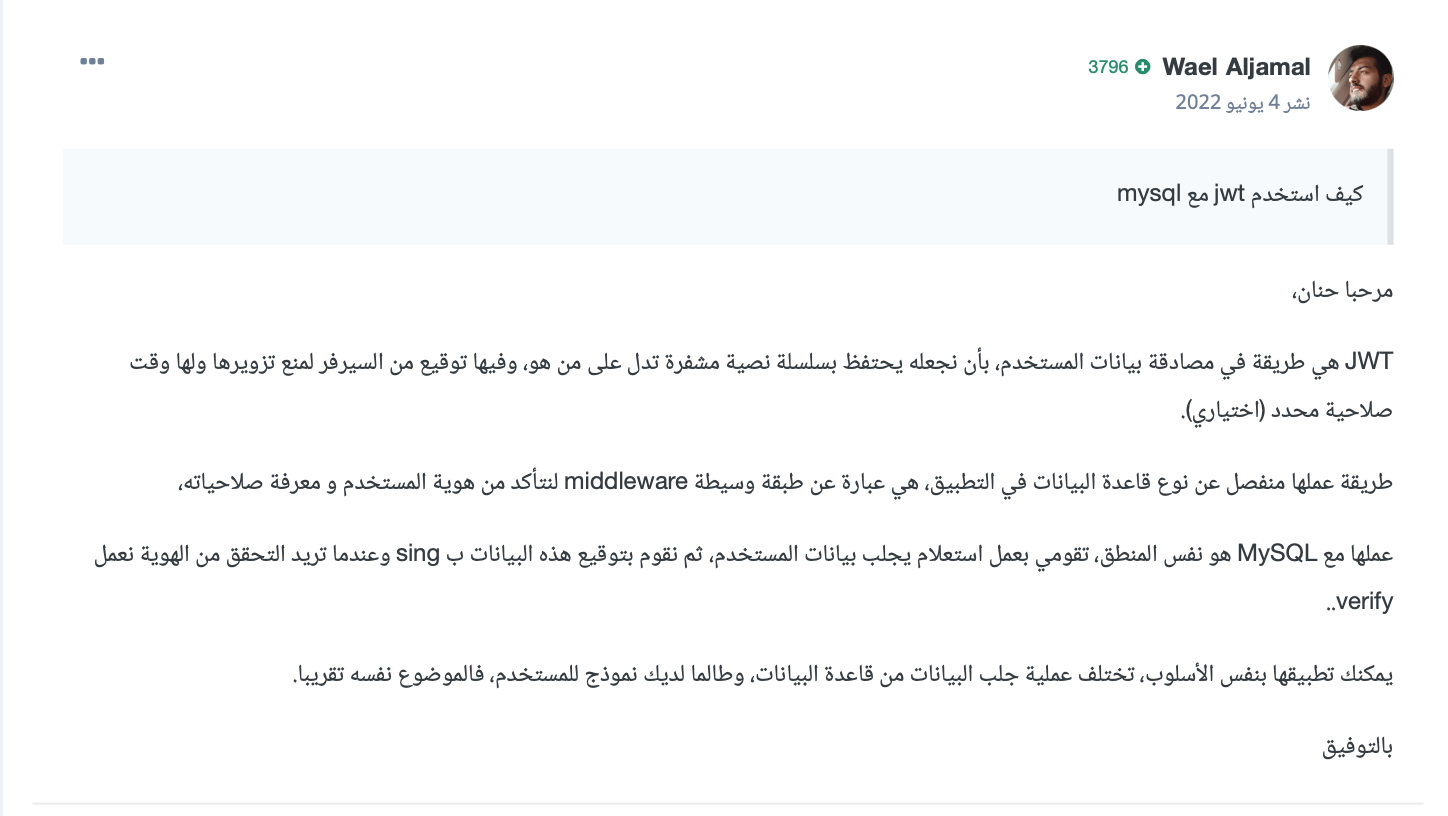 Wael Aljamal 3796
نشر 4 يونيو 2022
كيف استخدم jwt مع mysql
مرحبا حنان،
JWT هي طريقة في مصادقة بيانات المستخدم، بأن نجعله يحتفظ بسلسلة نصية مشفرة تدل على من هو، وفيها توقيع من السيرفر لمنع تزويرها ولها وقت
صلاحية محدد (اختياري).
طريقة عملها منفصل عن نوع قاعدة البيانات في التطبيق، هي عبارة عن طبقة وسيطة middleware لنتأكد من هوية المستخدم و معرفة صلاحياته،
عملها مع MySQL هو نفس المنطق، تقومي بعمل استعلام يجلب بيانات المستخدم، ثم نقوم بتوقيع هذه البيانات ب sing وعندما تريد التحقق من الهوية نعمل
verify..
يمكنك تطبيقها بنفس الأسلوب، تختلف عملية جلب البيانات من قاعدة البيانات، وطالما لديك نموذج للمستخدم، فالموضوع نفسه تقريبا.
بالتوفيق